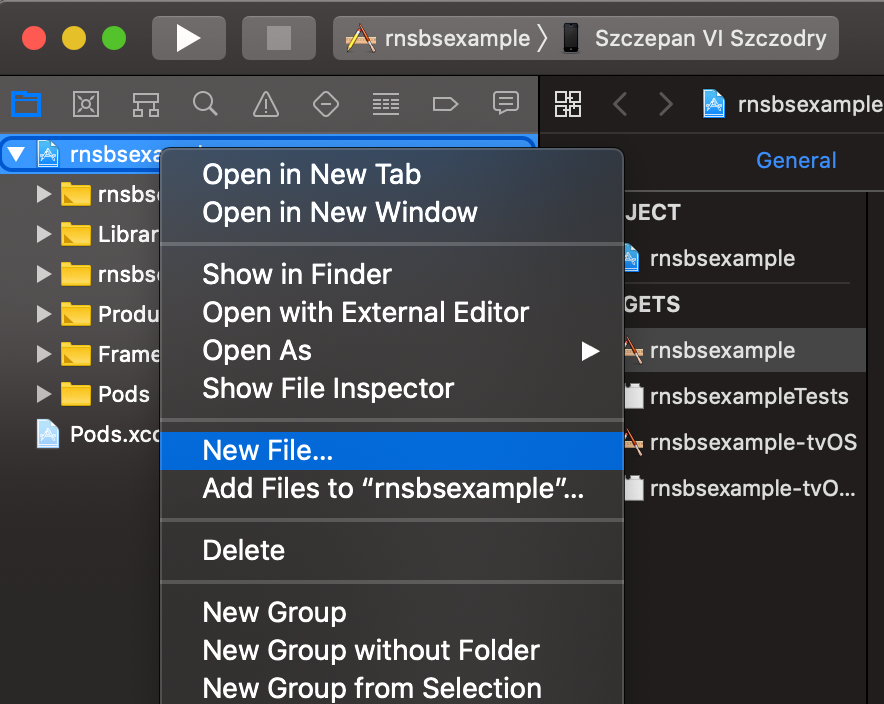 rnsbsexample
Szczepan VI Szczodry
rnsbsexample
rnsbsexa
rnsbs
Librar
rnsbs
Produ
Frame
Pods
Pods.xcc
Open in New Tab
Open in New Window
Show in Finder
Open with External Editor
Open As
Show File Inspector
New File...
Add Files to “rnsbsexample”...
Delete
New Group
New Group without Folder
New Group from Selection
General
JECT
rnsbsexample
GETS
rnsbsexample
rnsbsexampleTests
rnsbsexample-tvOS
rnsbsexample-tvO...